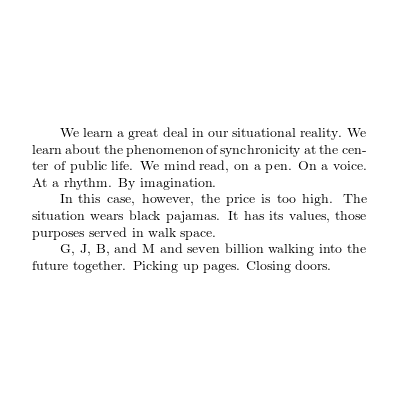 We learn a great deal in our situational reality. We
learn about the phenomenon of synchronicity at the cen-
ter of public life. We mind read, on a pen. On a voice.
At a rhythm. By imagination.
In this case, however, the price is too high. The
situation wears black pajamas. It has its values, those
purposes served in walk space.
G, J, B, and M and seven billion walking into the
future together. Picking up pages. Closing doors.